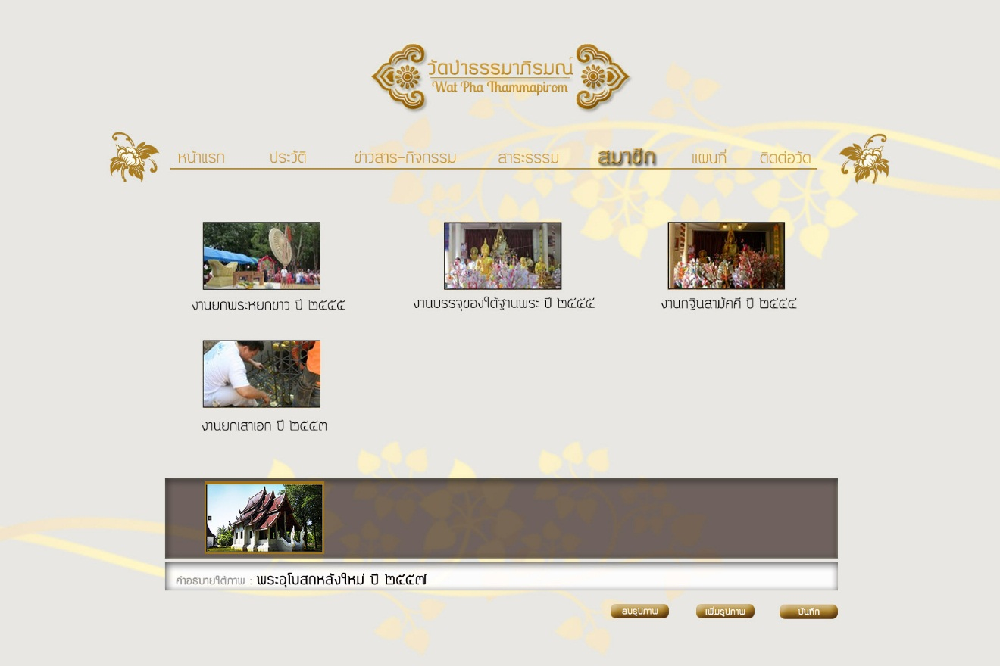 วัดป่าธรรมาภิรมณ์
Wat Pha Thammapirom
หน้าแรก ประวัติ ข่าวสาร-กิจกรรม สาระธรรม สมาชิก แผนที่ ติดต่อวัด
งานยกพระหยกขาว ปี ๒๕๕๕ งานบรรจุของใต้ฐานพระ ปี ๒๕๕๕ งานกฐินสามัคคี ปี ๒๕๕๔
งานยกเสาเอก ปี ๒๕๕๓
คำอธิบายใต้ภาพ : พระอุโบสถหลังใหม่ ปี ๒๕๕๗
ลบรูปภาพ เพิ่มรูปภาพ บันทึก